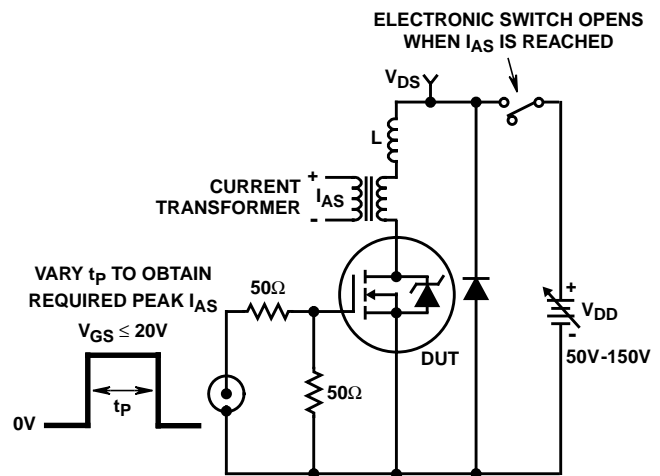 ELECTRONIC SWITCH OPENS
WHEN IAS IS REACHED
VDS
L
+
IAS
-
CURRENT
TRANSFORMER
VARY tP TO OBTAIN
REQUIRED PEAK IAS
VGS ≤ 20V
50Ω
50Ω
DUT
+
VDD
-
50V-150V
0V
tP